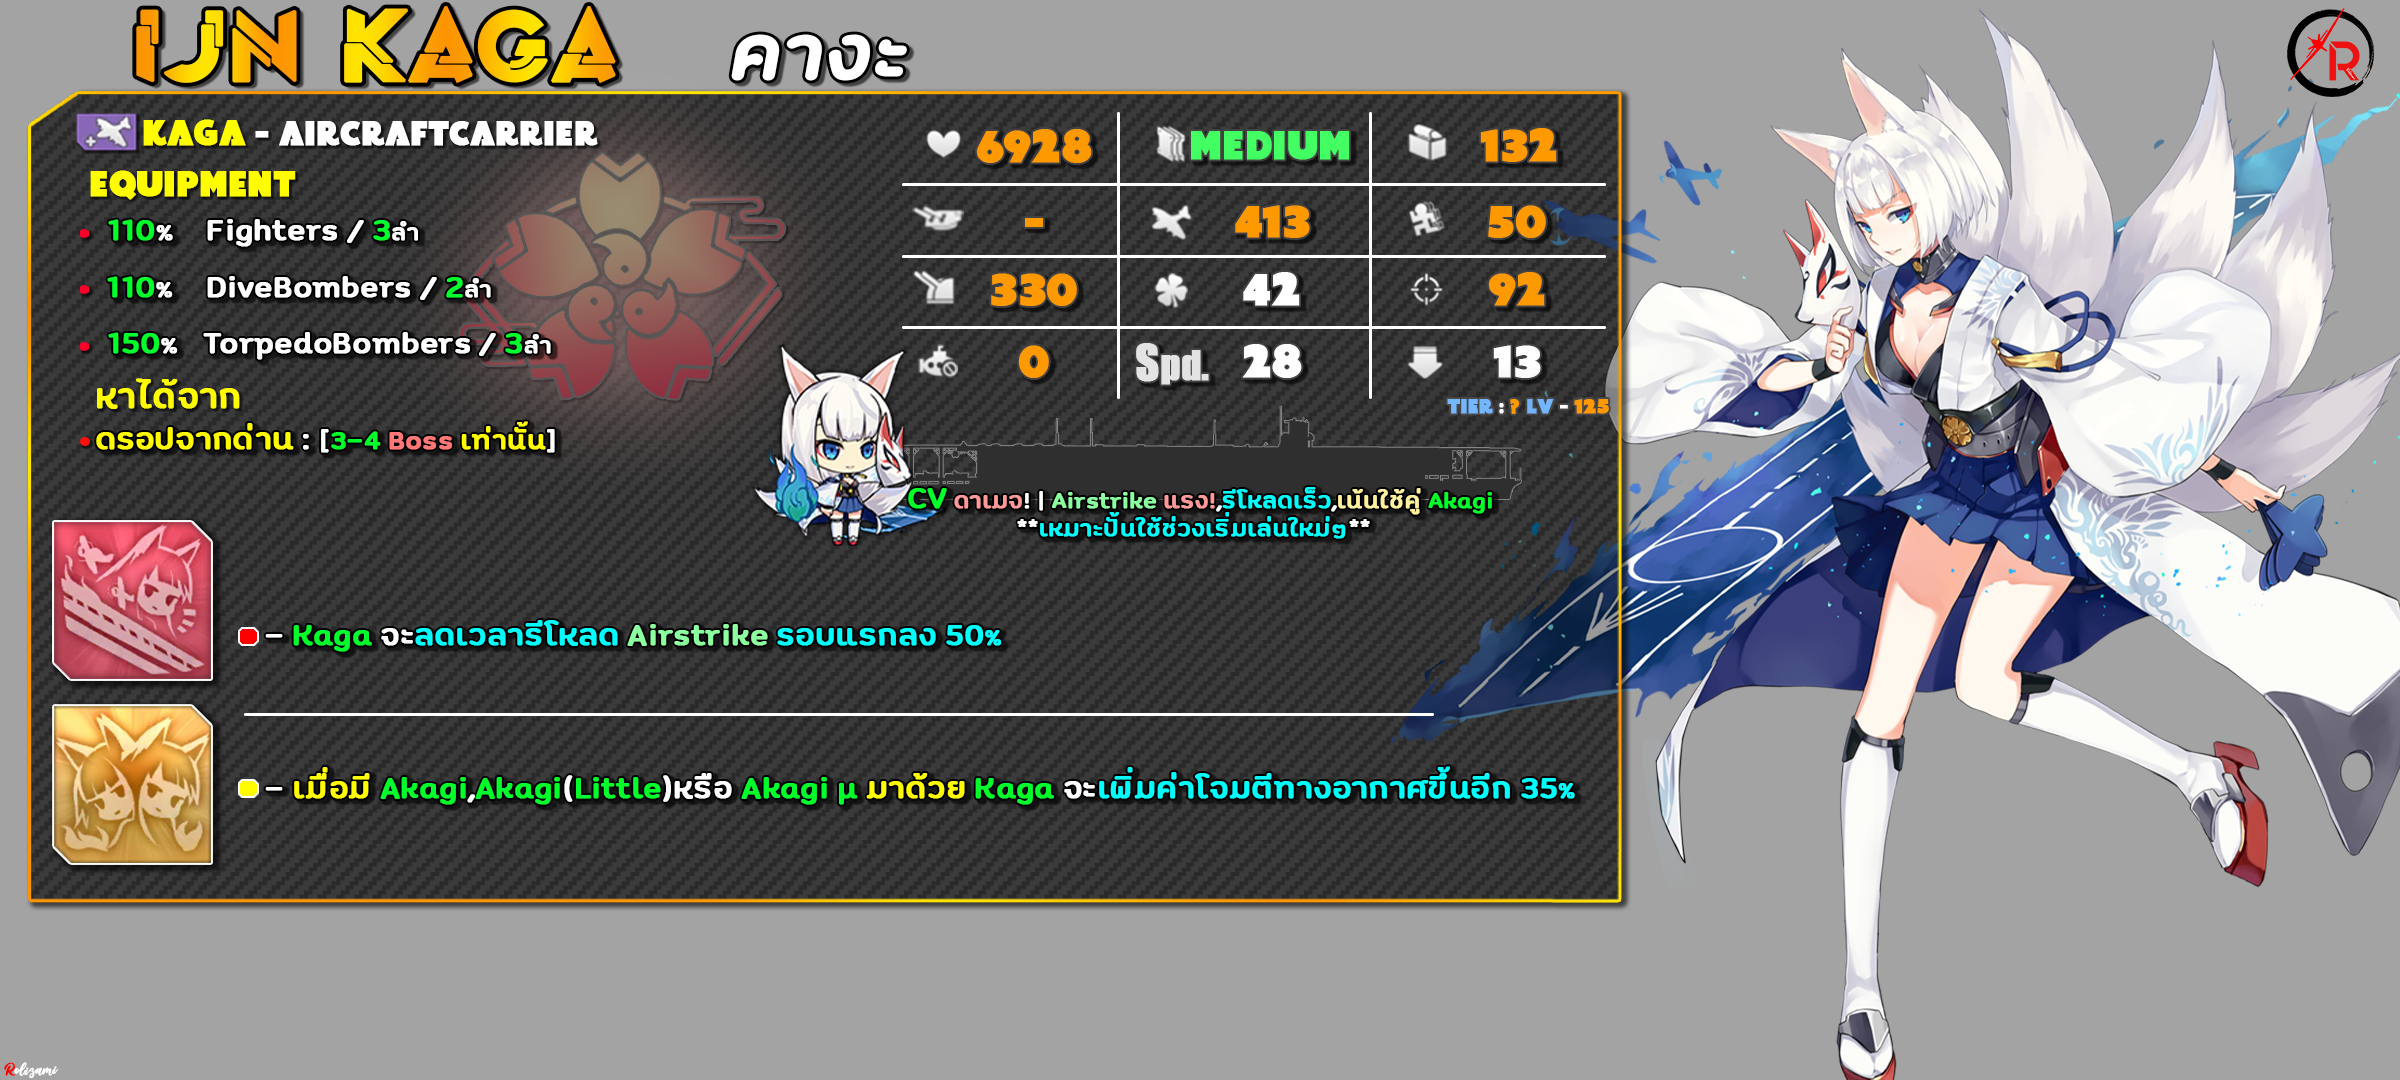 IJN KAGA คางะ
KAGA - AIRCRAFTCARRIER
EQUIPMENT
110% Fighters / 3ลำ
110% DiveBombers / 2ลำ
150% TorpedoBombers / 3ลำ
หาได้จาก
ดรอปจากด่าน : [3-4 Boss เท่านั้น]
6928 MEDIUM 132
- 413 50
330 42 92
0 Spd. 28 13
TIER : ? LV - 125
CV ดาเมจ! | Airstrike แรง!,รีโหลดเร็ว,เน้นใช้คู่ Akagi
**เหมาะปั้นใช้ช่วงเริ่มเล่นใหม่ๆ**
- Kaga จะลดเวลารีโหลด Airstrike รอบแรกลง 50%
- เมื่อมี Akagi,Akagi(Little)หรือ Akagi µ มาด้วย Kaga จะเพิ่มค่าโจมตีทางอากาศขึ้นอีก 35%
R
Rolizami